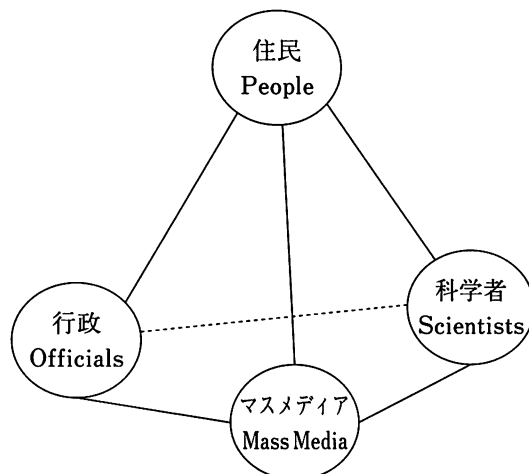 住民
People
行政
Officials
科学者
Scientists
マスメディア
Mass Media